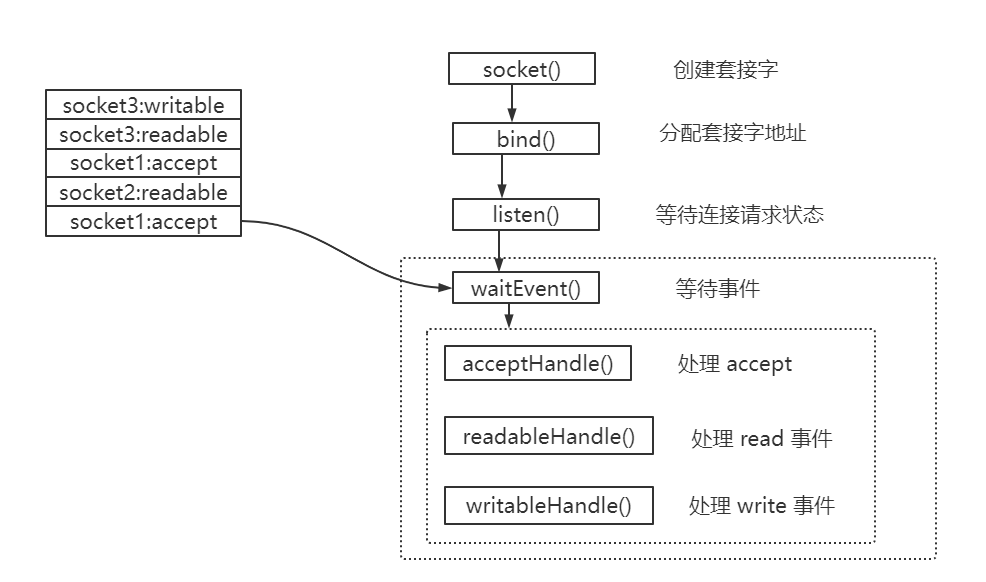 socket() 创建套接字
socket3:writable
socket3:readable
bind() 分配套接字地址
socket1:accept
socket2:readable
socket1:accept
listen() 等待连接请求状态
waitEvent() 等待事件
acceptHandle() 处理 accept
readableHandle() 处理 read 事件
writableHandle() 处理 write 事件